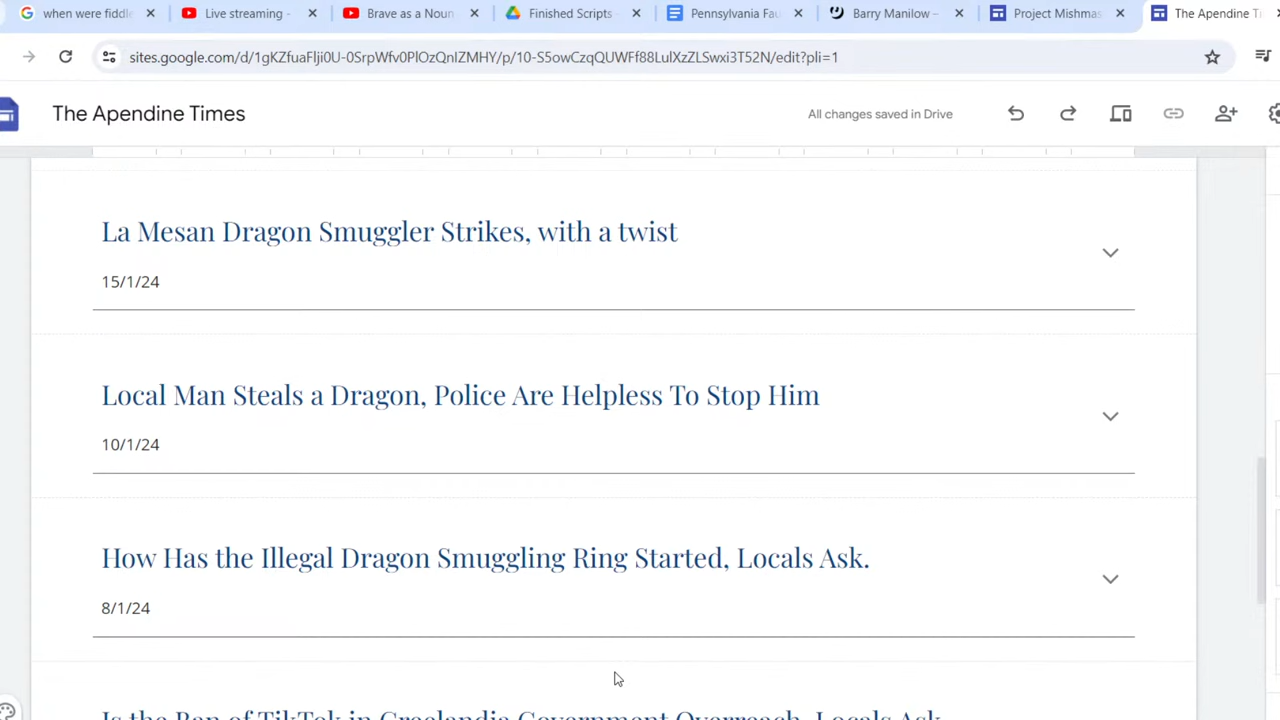 when were fiddle
Live streaming -
Brave as a Noun
Finished Scripts -
Pennsylvania Fau
Barry Manilow –
Project Mishmas
The Apendine Ti
sites.google.com/d/1gKZfuaFlJi0U-0SrpWfv0PlOzQnIZMHY/p/10-S5owCzqQUWFf88LulXzZLSwxi3T52N/edit?pli=1
The Apendine Times
All changes saved in Drive
La Mesan Dragon Smuggler Strikes, with a twist
15/1/24
Local Man Steals a Dragon, Police Are Helpless To Stop Him
10/1/24
How Has the Illegal Dragon Smuggling Ring Started, Locals Ask.
8/1/24
Is the Ban of TikTok in Greelandia Government Overreach, Locals Ask